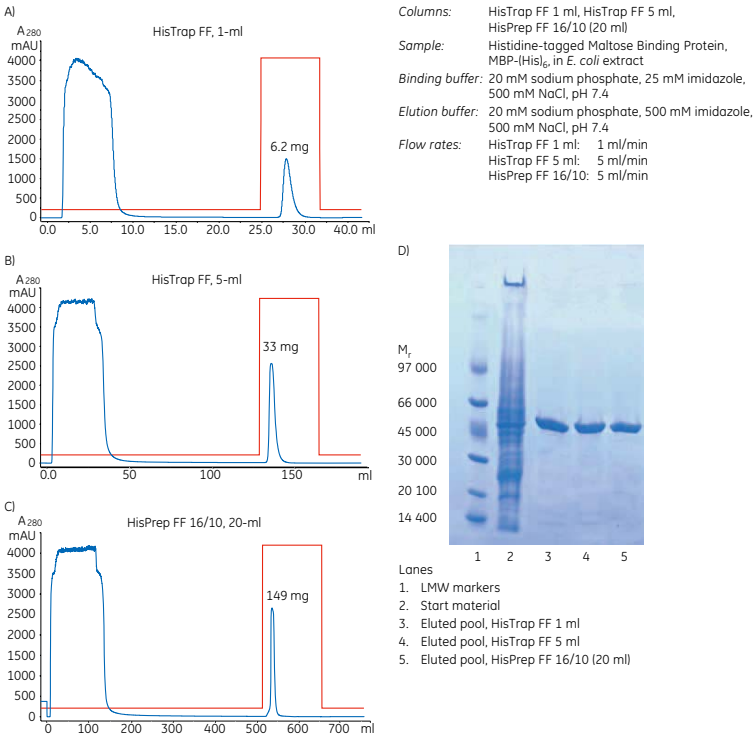 A)
HisTrap FF, 1-ml
A280
mAU
4000
3500
3000
2500
2000
1500
1000
500
0
6.2 mg
0.0 5.0 10.0 15.0 20.0 25.0 30.0 40.0 ml
B)
HisTrap FF, 5-ml
A280
mAU
4000
3500
3000
2500
2000
1500
1000
500
0
33 mg
0.0 50 100 150 ml
C)
HisPrep FF 16/10, 20-ml
A280
mAU
4000
3500
3000
2500
2000
1500
1000
500
0
149 mg
0 100 200 300 400 500 600 700 ml
Columns: HisTrap FF 1 ml, HisTrap FF 5 ml,
HisPrep FF 16/10 (20 ml)
Sample: Histidine-tagged Maltose Binding Protein,
MBP-(His)6, in E. coli extract
Binding buffer: 20 mM sodium phosphate, 25 mM imidazole,
500 mM NaCl, pH 7.4
Elution buffer: 20 mM sodium phosphate, 500 mM imidazole,
500 mM NaCl, pH 7.4
Flow rates: HisTrap FF 1 ml: 1 ml/min
HisTrap FF 5 ml: 5 ml/min
HisPrep FF 16/10: 5 ml/min
D)
Mr
97 000
66 000
45 000
30 000
20 100
14 400
1 2 3 4 5
Lanes
1. LMW markers
2. Start material
3. Eluted pool, HisTrap FF 1 ml
4. Eluted pool, HisTrap FF 5 ml
5. Eluted pool, HisPrep FF 16/10 (20 ml)